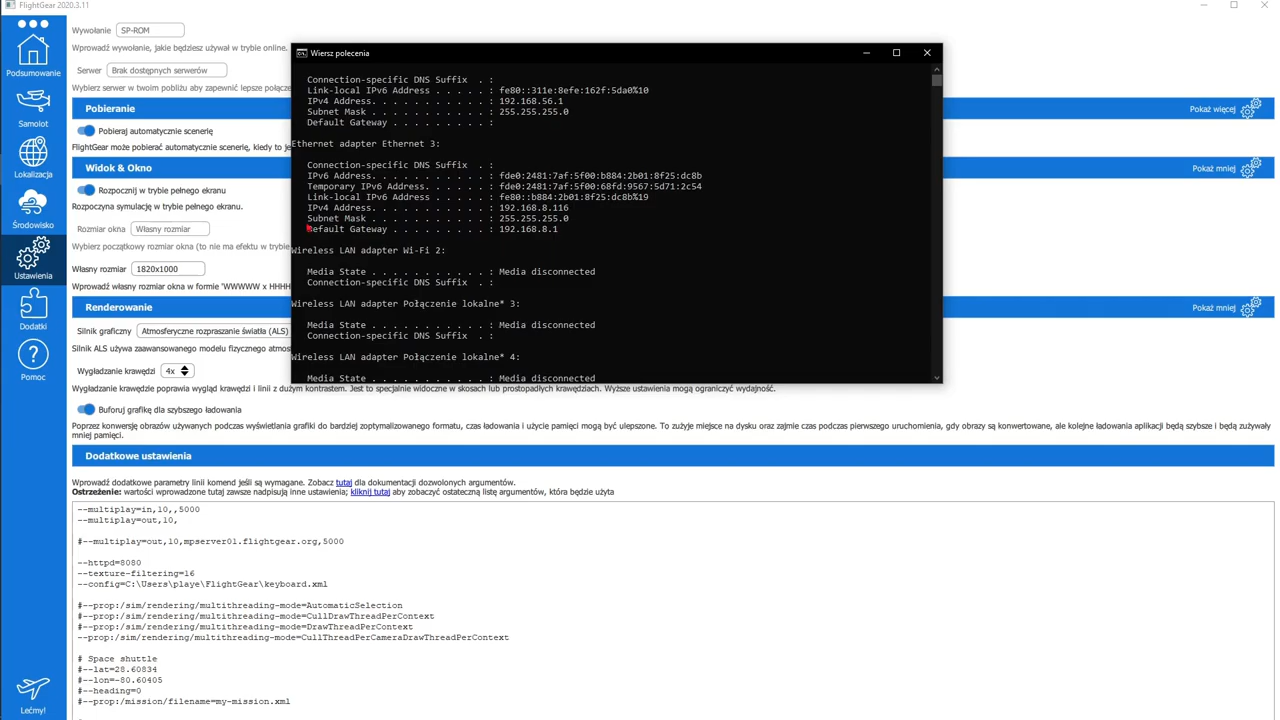 FlightGear 2020.3.11
Podsumowanie
Samolot
Lokalizacja
Środowisko
Ustawienia
Dodatki
Pomoc
Lećmy!
Wywołanie SP-ROM
Wprowadź wywołanie, jakie będziesz używał w trybie online.
Serwer Brak dostępnych serwerów
Wybierz serwer w twoim pobliżu aby zapewnić lepsze połącze
Pobieranie Pokaż więcej
Pobieraj automatycznie scenerię
FlightGear może pobierać automatycznie scenerię, kiedy to je
Widok & Okno Pokaż mniej
Rozpocznij w trybie pełnego ekranu
Rozpoczyna symulację w trybie pełnego ekranu.
Rozmiar okna Własny rozmiar
Wybierz początkowy rozmiar okna (to nie ma efektu w trybie
Własny rozmiar 1820x1000
Wprowadź własny rozmiar okna w formie 'WWWWW x HHHH
Renderowanie Pokaż mniej
Silnik graficzny Atmosferyczne rozpraszanie światła (ALS)
Silnik ALS używa zaawansowanego modelu fizycznego atmos
Wygładzanie krawędzi 4x
Wygładzanie krawędzie poprawia wygląd krawędzi i linii z dużym kontrastem. Jest to specjalnie widoczne w skosach lub prostopadłych krawędziach. Wyższe ustawienia mogą ograniczyć wydajność.
Buforuj grafikę dla szybszego ładowania
Poprzez konwersję obrazów używanych podczas wyświetlania grafiki do bardziej zoptymalizowanego formatu, czas ładowania i użycie pamięci mogą być ulepszone. To zużyje miejsce na dysku oraz zajmie czas podczas pierwszego uruchomienia, gdy obrazy są konwertowane, ale kolejne ładowania aplikacji będą szybsze i będą zużywały
mniej pamięci.
Dodatkowe ustawienia
Wprowadź dodatkowe parametry linii komend jeśli są wymagane. Zobacz tutaj dla dokumentacji dozwolonych argumentów.
Ostrzeżenie: wartości wprowadzone tutaj zawsze nadpisują inne ustawienia; kliknij tutaj aby zobaczyć ostateczną listę argumentów, która będzie użyta
--multiplay=in,10,,5000
--multiplay=out,10,
#--multiplay=out,10,mpserver01.flightgear.org,5000
--httpd=8080
--texture-filtering=16
--config=C:\Users\playe\FlightGear\keyboard.xml
#--prop:/sim/rendering/multithreading-mode=AutomaticSelection
#--prop:/sim/rendering/multithreading-mode=CullDrawThreadPerContext
#--prop:/sim/rendering/multithreading-mode=DrawThreadPerContext
--prop:/sim/rendering/multithreading-mode=CullThreadPerCameraDrawThreadPerContext
# Space shuttle
#--lat=28.60834
#--lon=-80.60405
#--heading=0
#--prop:/mission/filename=my-mission.xml
Wiersz polecenia
Connection-specific DNS Suffix . :
Link-local IPv6 Address . . . . . : fe80::311e:8efe:162f:5da0%10
IPv4 Address. . . . . . . . . . . : 192.168.56.1
Subnet Mask . . . . . . . . . . . : 255.255.255.0
Default Gateway . . . . . . . . . :
Ethernet adapter Ethernet 3:
Connection-specific DNS Suffix . :
IPv6 Address. . . . . . . . . . . : fde0:2481:7af:5f00:b884:2b01:8f25:dc8b
Temporary IPv6 Address. . . . . . : fde0:2481:7af:5f00:68fd:9567:5d71:2c54
Link-local IPv6 Address . . . . . : fe80::b884:2b01:8f25:dc8b%19
IPv4 Address. . . . . . . . . . . : 192.168.8.116
Subnet Mask . . . . . . . . . . . : 255.255.255.0
Default Gateway . . . . . . . . . : 192.168.8.1
Wireless LAN adapter Wi-Fi 2:
Media State . . . . . . . . . . . : Media disconnected
Connection-specific DNS Suffix . :
Wireless LAN adapter Połączenie lokalne* 3:
Media State . . . . . . . . . . . : Media disconnected
Connection-specific DNS Suffix . :
Wireless LAN adapter Połączenie lokalne* 4:
Media State . . . . . . . . . . . : Media disconnected